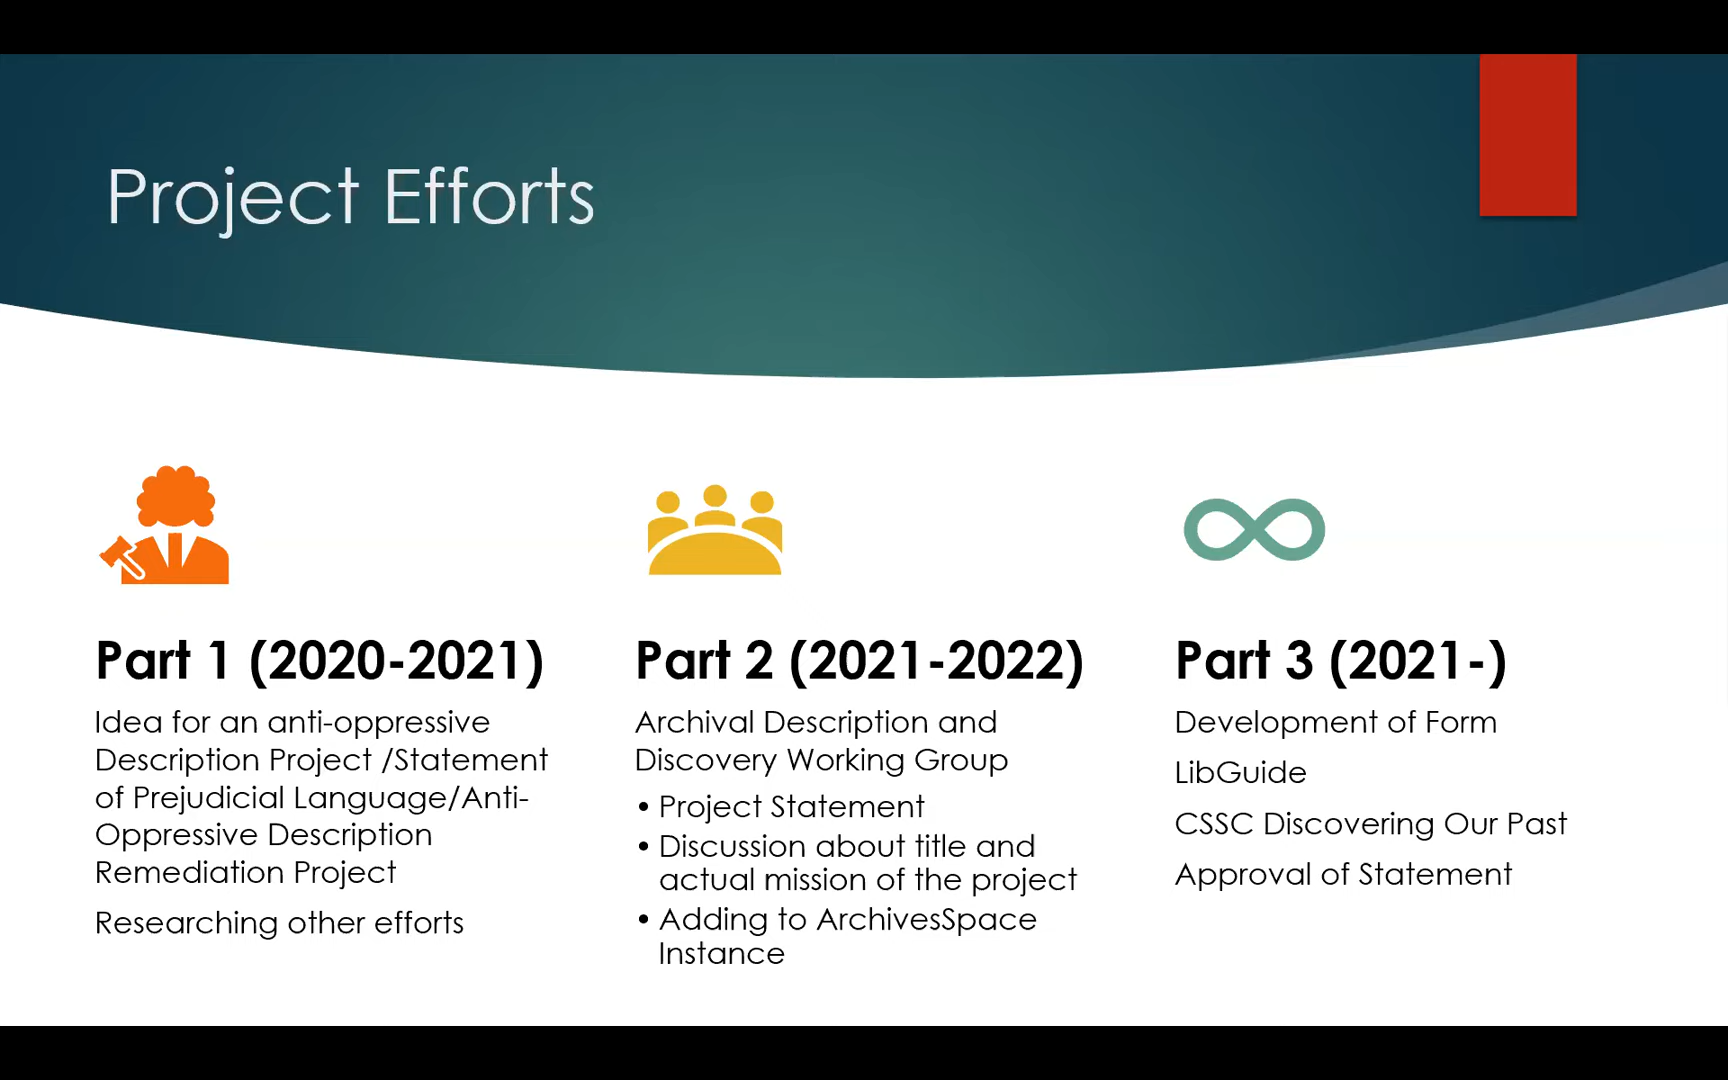 Project Efforts
Part 1 (2020-2021)
Idea for an anti-oppressive
Description Project /Statement
of Prejudicial Language/Anti-
Oppressive Description
Remediation Project
Researching other efforts
Part 2 (2021-2022)
Archival Description and
Discovery Working Group
• Project Statement
• Discussion about title and
actual mission of the project
• Adding to ArchivesSpace
Instance
Part 3 (2021-)
Development of Form
LibGuide
CSSC Discovering Our Past
Approval of Statement